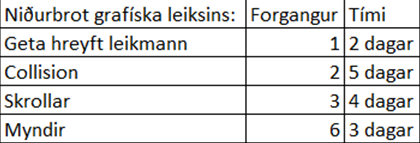 Niðurbrot grafíska leiksins: Forgangur Tími
Geta hreyft leikmann 1 2 dagar
Collision 2 5 dagar
Skrollar 3 4 dagar
Myndir 6 3 dagar